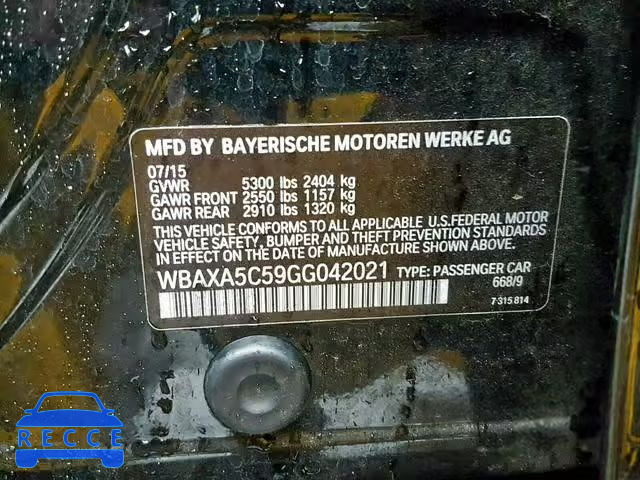 MFD BY BAYERISCHE MOTOREN WERKE AG
07/15
GVWR 5300 lbs 2404 kg
GAWR FRONT 2550 lbs 1157 kg
GAWR REAR 2910 lbs 1320 kg
THIS VEHICLE CONFORMS TO ALL APPLICABLE U.S.FEDERAL MOTOR
VEHICLE SAFETY, BUMPER AND THEFT PREVENTION STANDARDS
IN EFFECT ON THE DATE OF MANUFACTURE SHOWN ABOVE.
WBAXA5C59GG042021 TYPE: PASSENGER CAR
668/9
7 315 814
RECCE